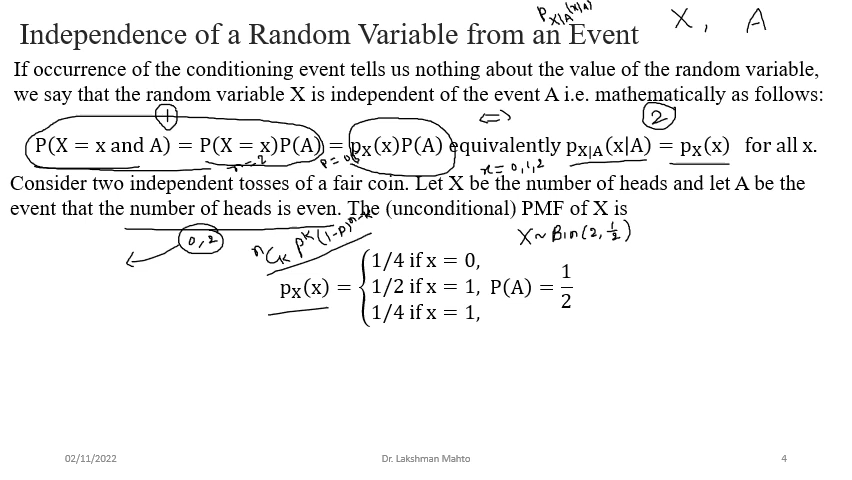 P_X|A(x|A)
Independence of a Random Variable from an Event X, A
If occurrence of the conditioning event tells us nothing about the value of the random variable,
we say that the random variable X is independent of the event A i.e. mathematically as follows:
① ⇔ ②
P(X = x and A) = P(X = x)P(A) = p_X(x)P(A) equivalently p_X|A(x|A) = p_X(x) for all x.
n=2 x=0,1,2
Consider two independent tosses of a fair coin. Let X be the number of heads and let A be the
event that the number of heads is even. The (unconditional) PMF of X is
0,2 ⁿC_K p^K (1-p)^n-K X~Bin(2, 1/2)
p_X(x) = { 1/4 if x = 0,
1/2 if x = 1, P(A) = 1/2
1/4 if x = 1,
02/11/2022 Dr. Lakshman Mahto 4